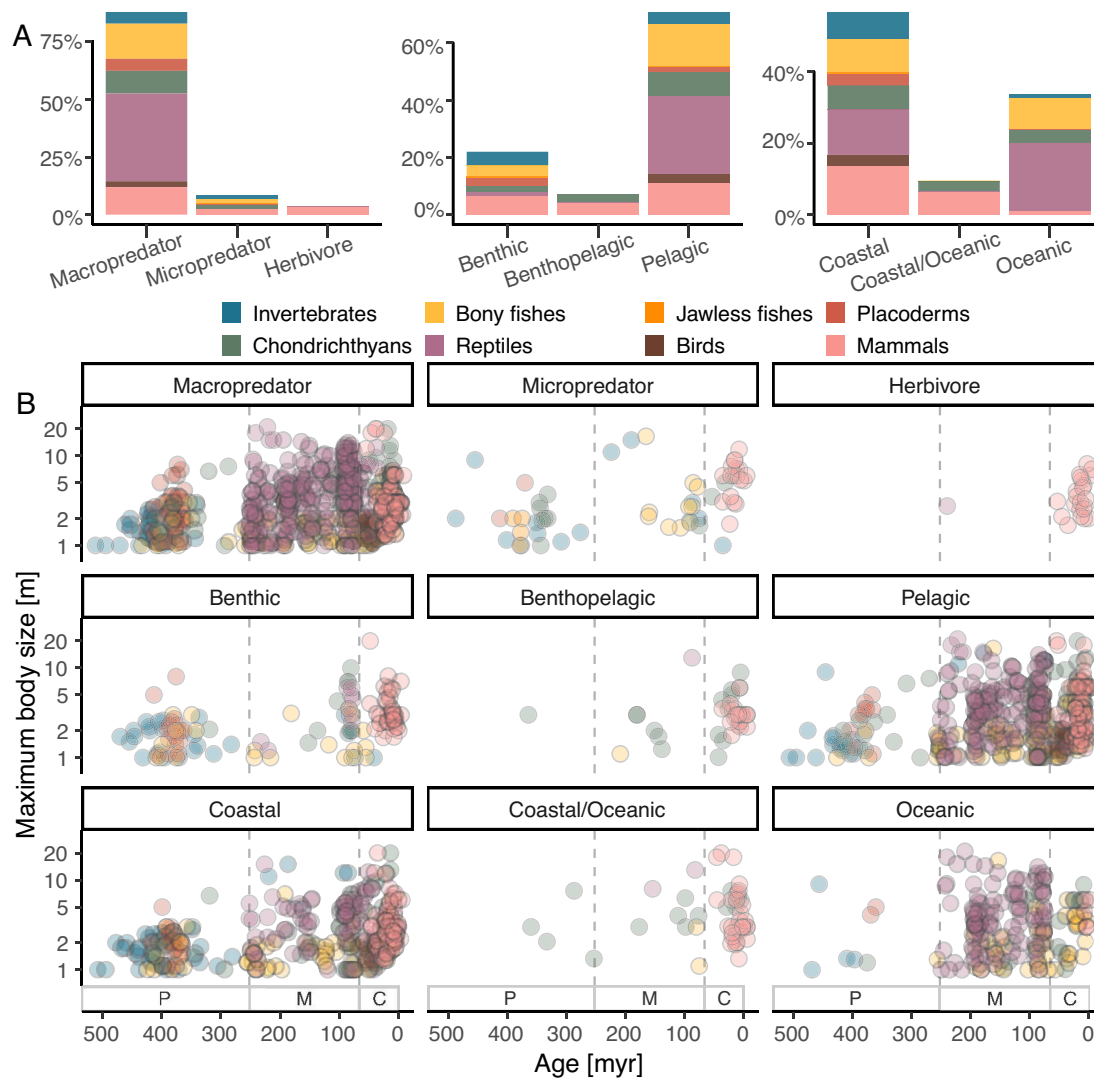 A
75%
50%
25%
0%
Macropredator
Micropredator
Herbivore
60%
40%
20%
0%
Benthic
Benthopelagic
Pelagic
40%
20%
0%
Coastal
Coastal/Oceanic
Oceanic
Invertebrates Bony fishes Jawless fishes Placoderms
Chondrichthyans Reptiles Birds Mammals
B
Maximum body size [m]
Macropredator Micropredator Herbivore
20
10
5
2
1
Benthic Benthopelagic Pelagic
20
10
5
2
1
Coastal Coastal/Oceanic Oceanic
20
10
5
2
1
P M C P M C P M C
500 400 300 200 100 0 500 400 300 200 100 0 500 400 300 200 100 0
Age [myr]